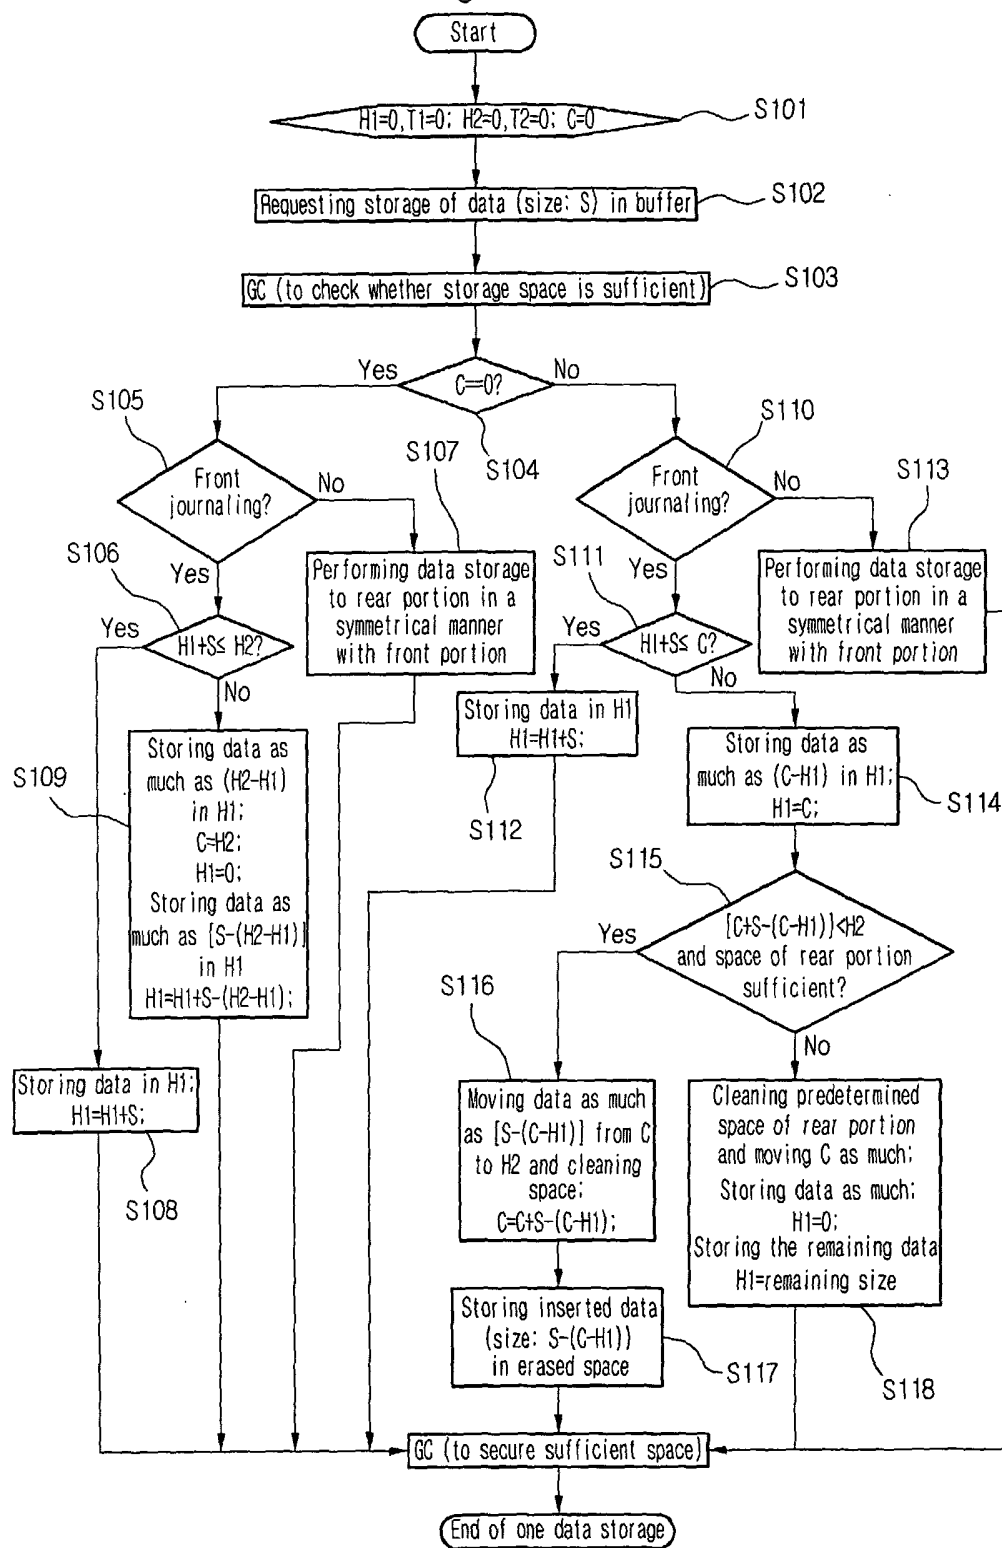 Start
H1=0,T1=0; H2=0,T2=0; C=0
S101
Requesting storage of data (size: S) in buffer
S102
GC (to check whether storage space is sufficient)
S103
Yes
C==0?
No
S104
S105
Front
journaling?
No
Yes
S107
Performing data storage
to rear portion in a
symmetrical manner
with front portion
S106
Yes
H1+S≤ H2?
No
S109
Storing data as
much as (H2-H1)
in H1;
C=H2;
H1=0;
Storing data as
much as [S-(H2-H1)]
in H1
H1=H1+S-(H2-H1);
Storing data in H1;
H1=H1+S;
S108
S110
Front
journaling?
No
Yes
S113
Performing data storage
to rear portion in a
symmetrical manner
with front portion
S111
Yes
H1+S≤ C?
No
Storing data in H1
H1=H1+S;
S112
Storing data as
much as (C-H1) in H1;
H1=C;
S114
S115
Yes
[C+S-(C-H1)]<H2
and space of rear portion
sufficient?
No
S116
Moving data as much
as [S-(C-H1)] from C
to H2 and cleaning
space;
C=C+S-(C-H1);
Storing inserted data
(size: S-(C-H1))
in erased space
S117
Cleaning predetermined
space of rear portion
and moving C as much;
Storing data as much;
H1=0;
Storing the remaining data
H1=remaining size
S118
GC (to secure sufficient space)
End of one data storage